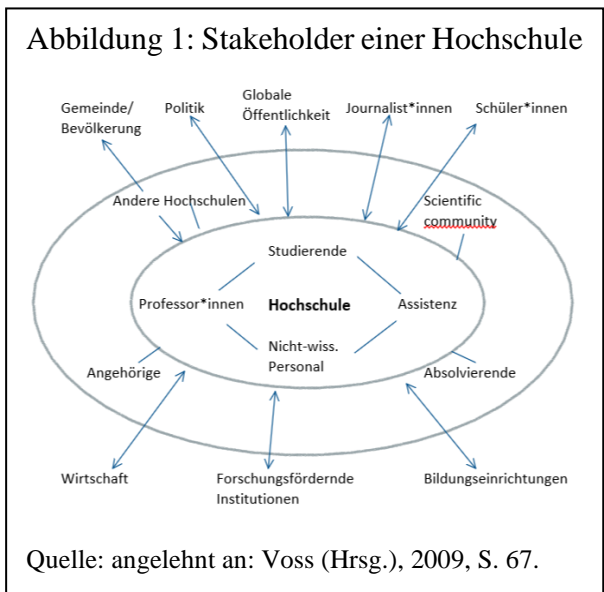 Abbildung 1: Stakeholder einer Hochschule
Gemeinde/
Bevölkerung
Politik
Globale
Öffentlichkeit
Journalist*innen
Schüler*innen
Andere Hochschulen
Scientific
community
Studierende
Professor*innen
Hochschule
Assistenz
Nicht-wiss.
Personal
Angehörige
Absolvierende
Wirtschaft
Forschungsfördernde
Institutionen
Bildungseinrichtungen
Quelle: angelehnt an: Voss (Hrsg.), 2009, S. 67.